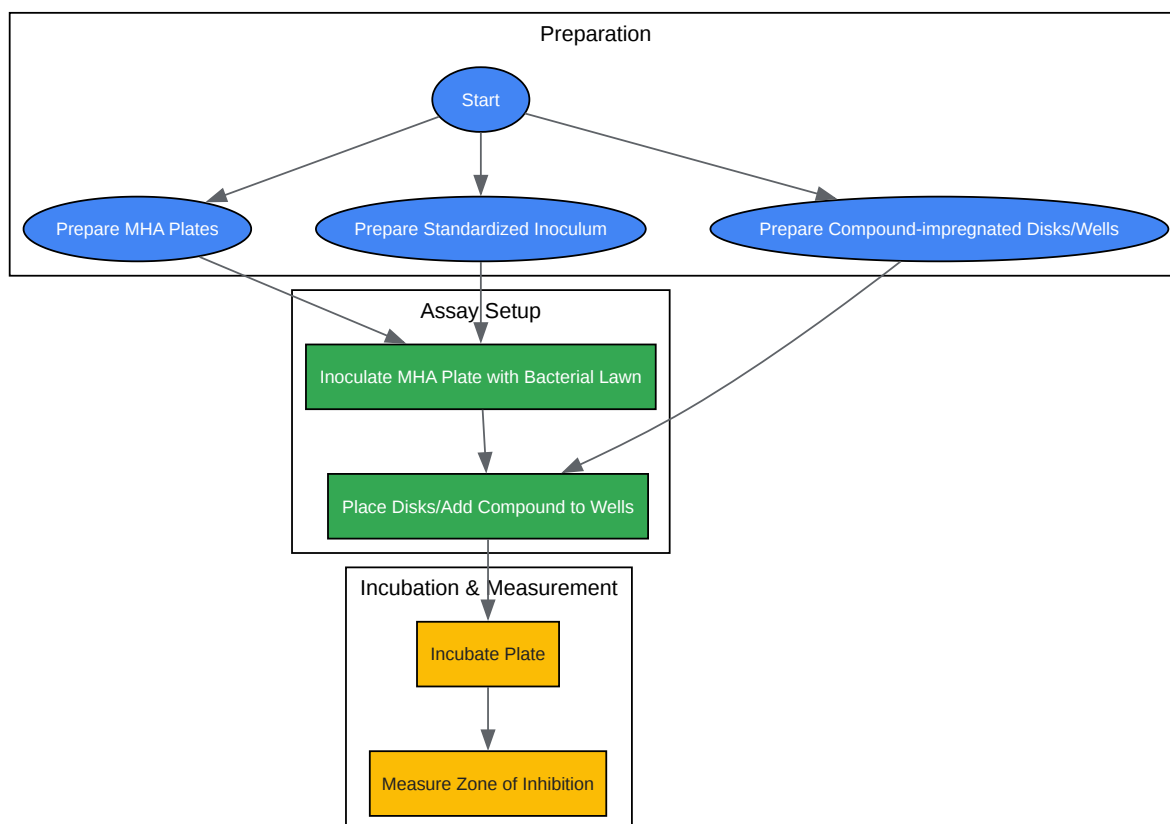 Preparation
Start
Prepare MHA Plates
Prepare Standardized Inoculum
Prepare Compound-impregnated Disks/Wells
Assay Setup
Inoculate MHA Plate with Bacterial Lawn
Place Disks/Add Compound to Wells
Incubation & Measurement
Incubate Plate
Measure Zone of Inhibition